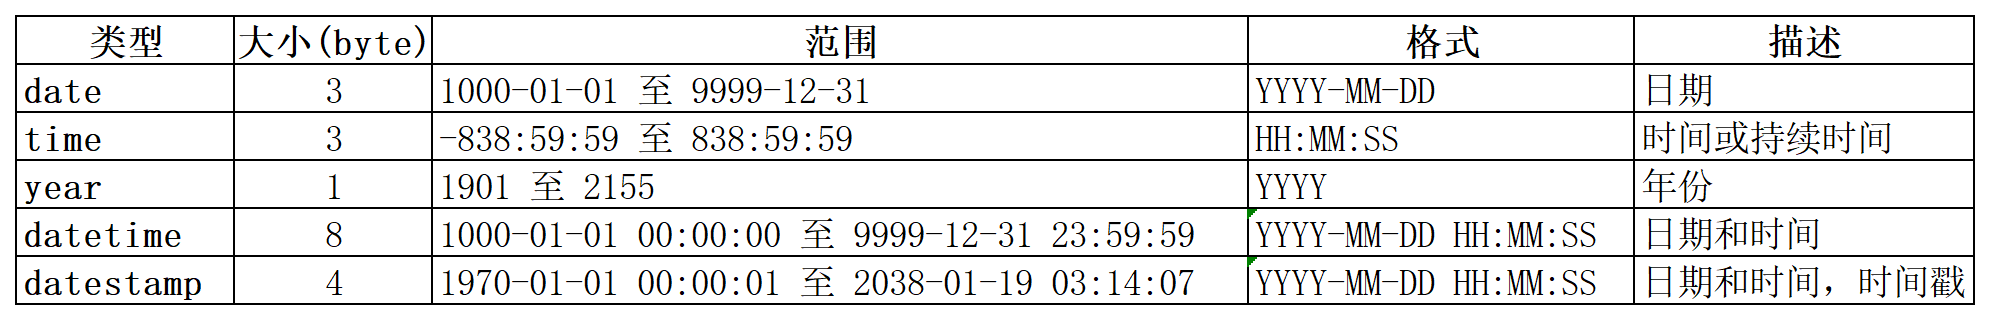 类型 大小(byte) 范围 格式 描述
date 3 1000-01-01 至 9999-12-31 YYYY-MM-DD 日期
time 3 -838:59:59 至 838:59:59 HH:MM:SS 时间或持续时间
year 1 1901 至 2155 YYYY 年份
datetime 8 1000-01-01 00:00:00 至 9999-12-31 23:59:59 YYYY-MM-DD HH:MM:SS 日期和时间
datestamp 4 1970-01-01 00:00:01 至 2038-01-19 03:14:07 YYYY-MM-DD HH:MM:SS 日期和时间，时间戳